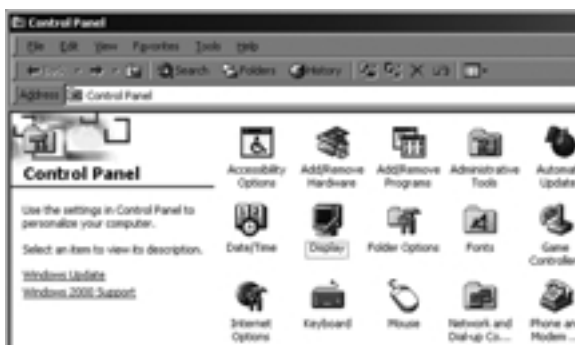 Control Panel
File Edit View Favorites Tools Help
Search Folders History
Address Control Panel
Control Panel
Use the settings in Control Panel to
personalize your computer.
Select an item to view its description.
Windows Update
Windows 2000 Support
Accessibility
Options
Add/Remove
Hardware
Add/Remove
Programs
Administrative
Tools
Automat
Update
Date/Time
Display
Folder Options
Fonts
Game
Controlle
Internet
Options
Keyboard
Mouse
Network and
Dial-up Co...
Phone an
Modem ...